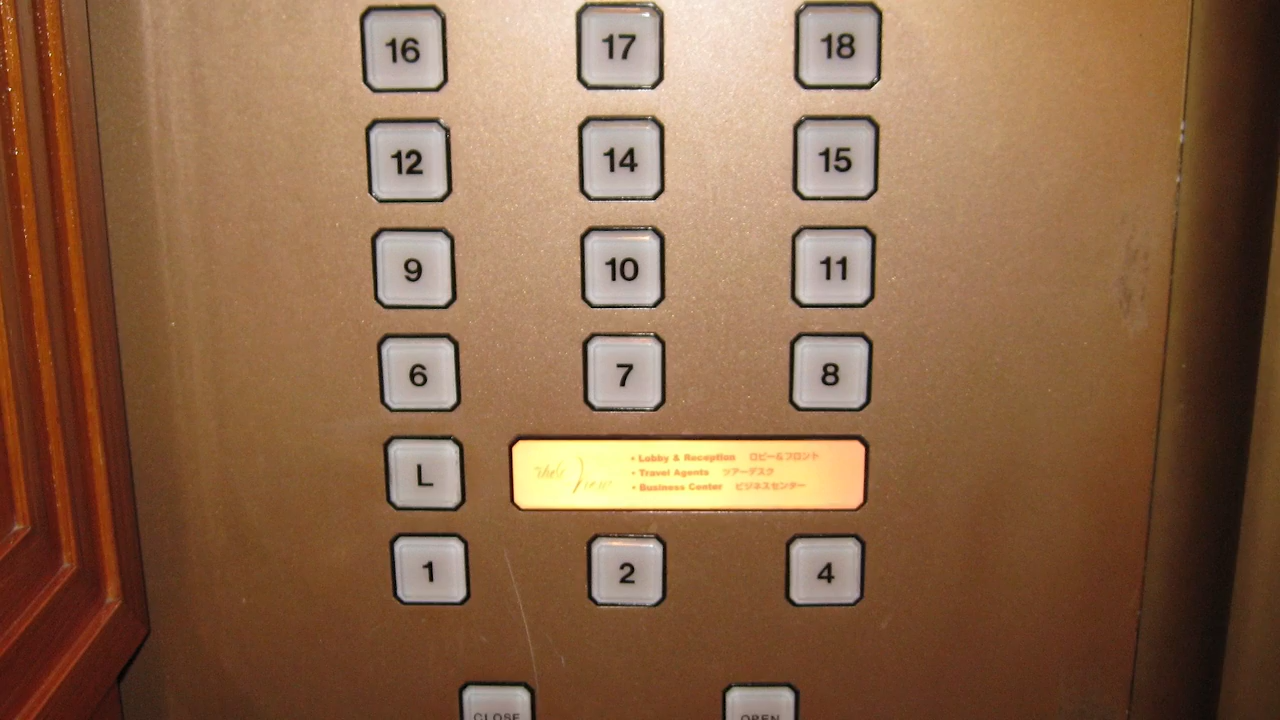 16 17 18
12 14 15
9 10 11
6 7 8
L
• Lobby & Reception ロビー&フロント
• Travel Agents ツアーデスク
• Business Center ビジネスセンター
1 2 4
CLOSE OPEN